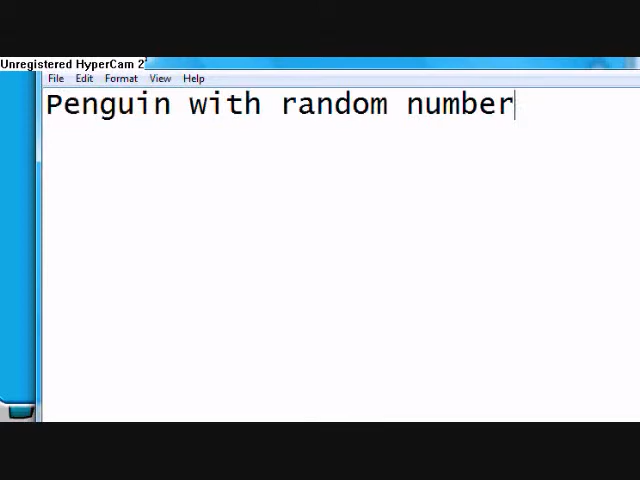 Unregistered HyperCam 2
File Edit Format View Help
Penguin with random number